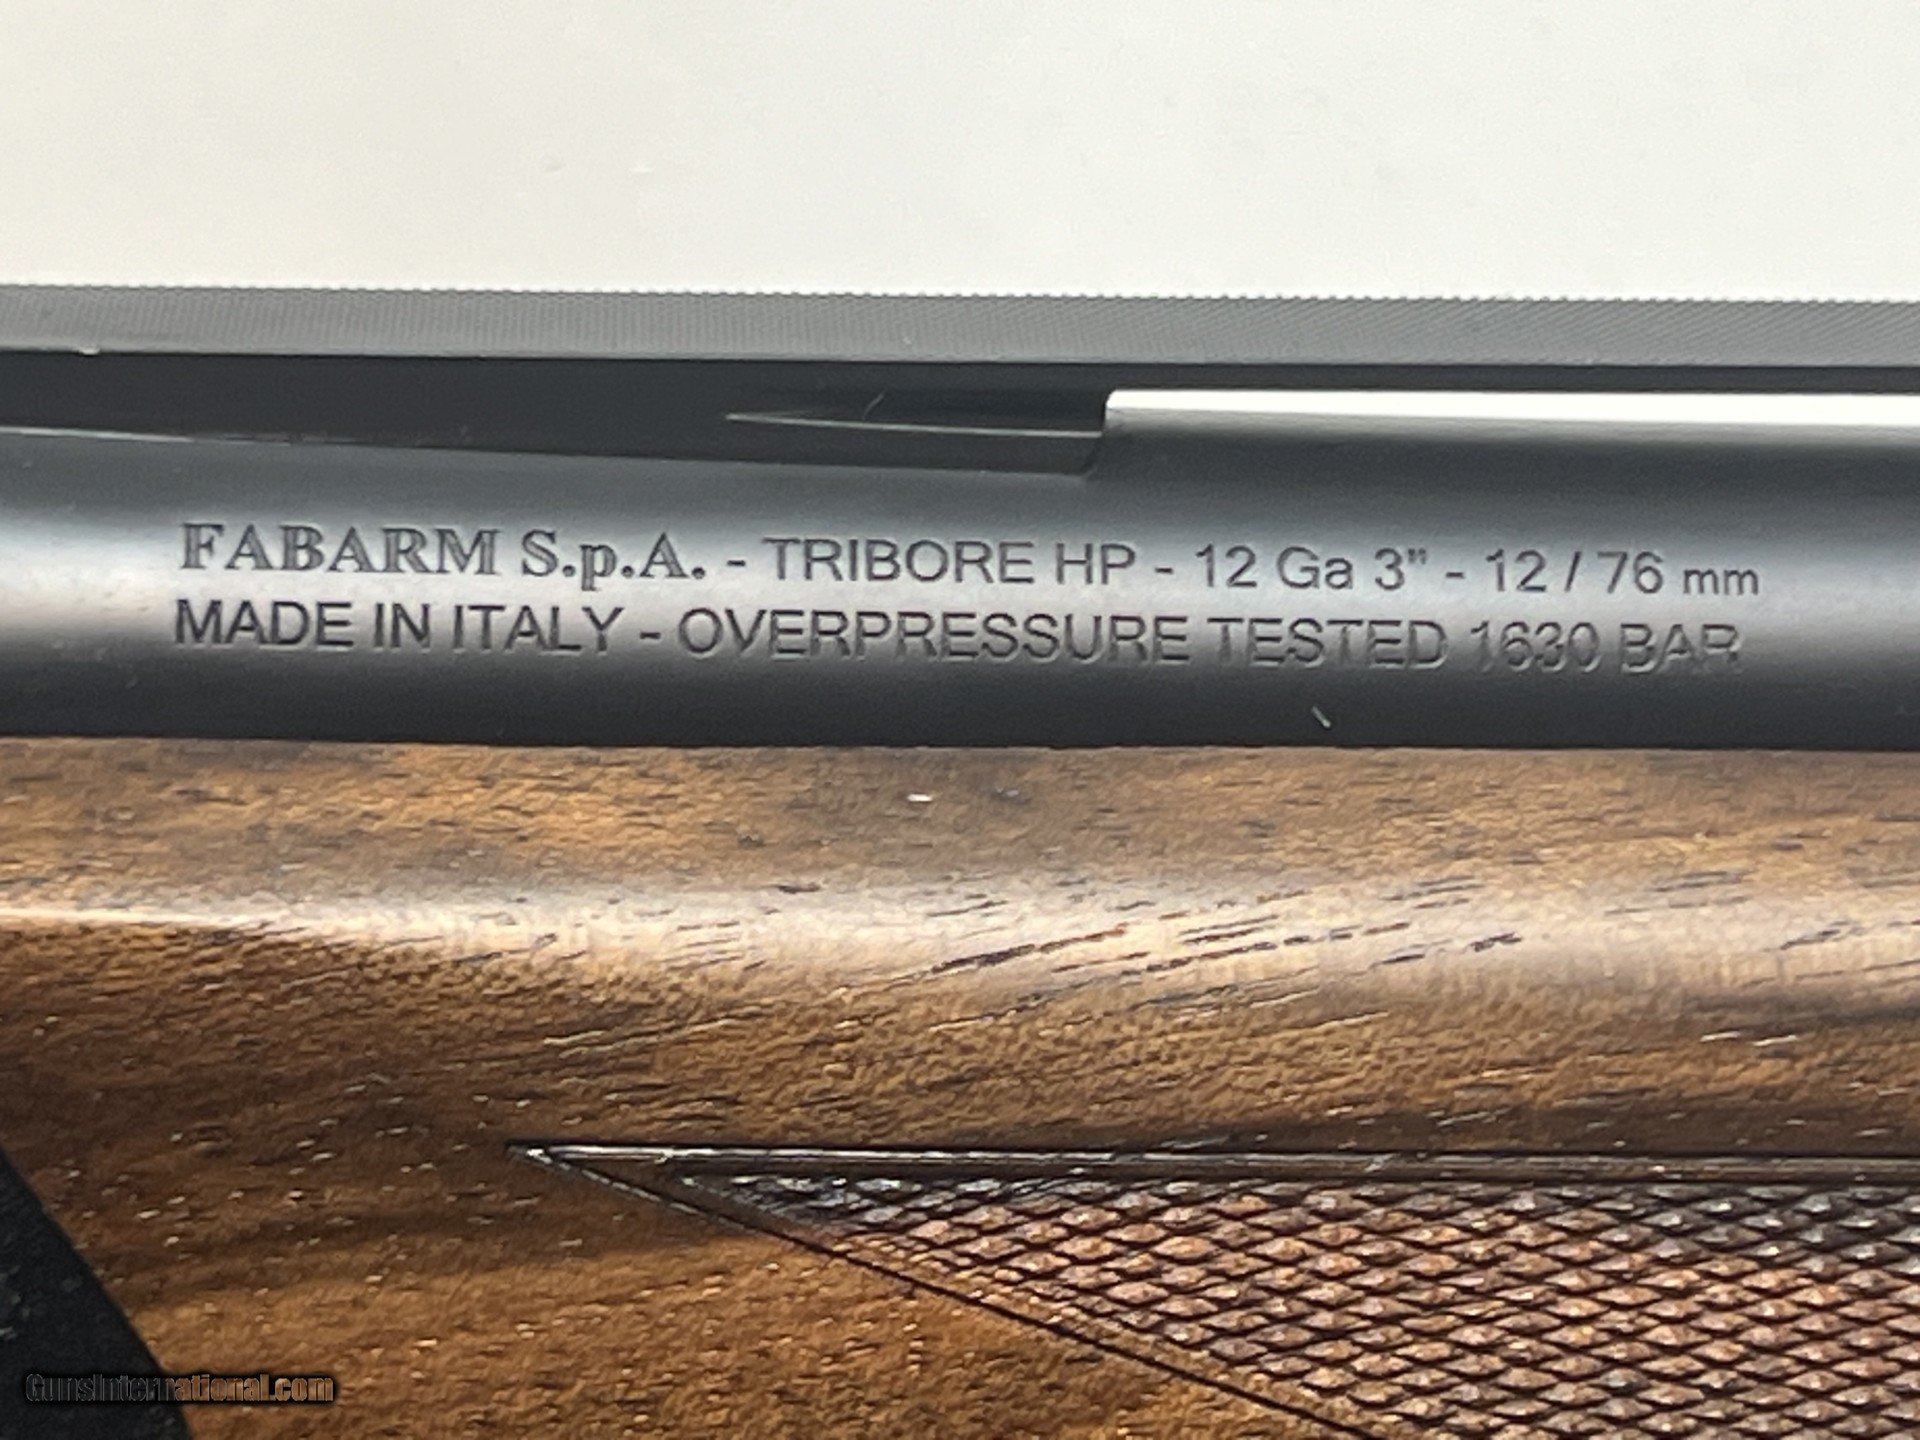 FABARM S.p.A. - TRIBORE HP - 12 Ga 3" - 12 / 76 mm
MADE IN ITALY - OVERPRESSURE TESTED 1630 BAR
GunsInternational.com